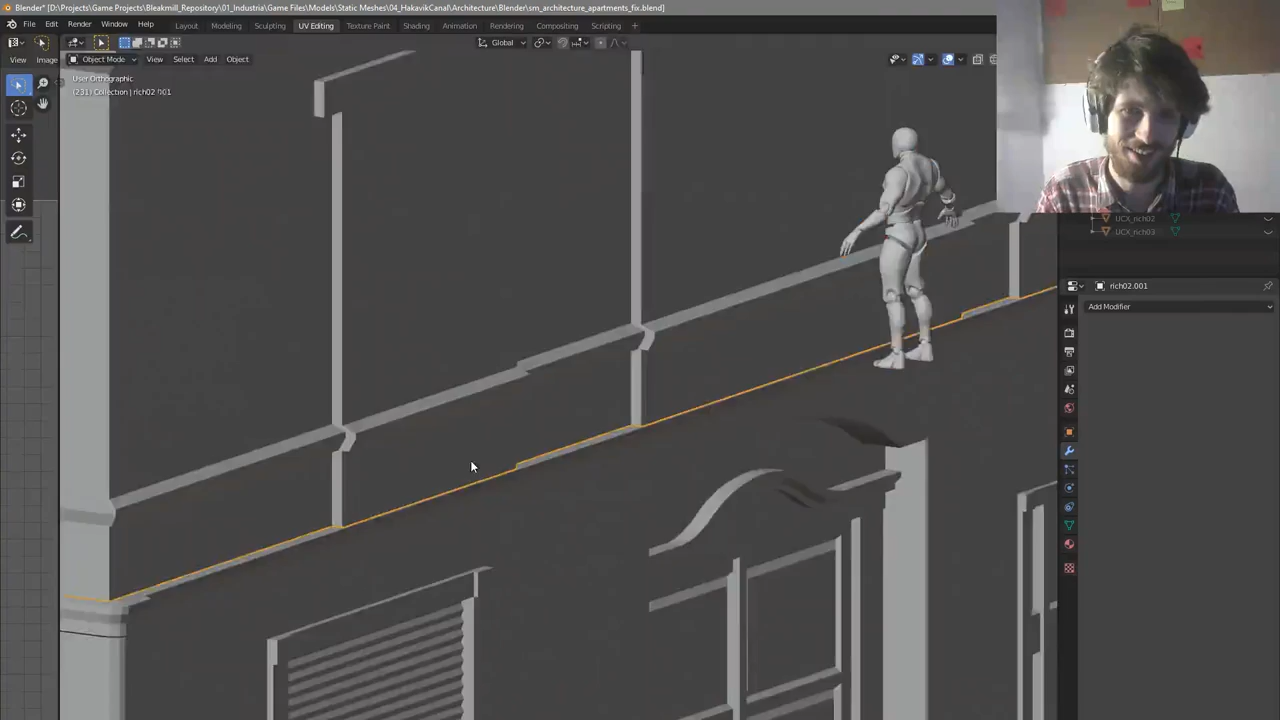 Blender* [D:\Projects\Game Projects\Bleakmill_Repository\01_Industria\Game Files\Models\Static Meshes\04_HakavikCanal\Architecture\Blender\sm_architecture_apartments_fix.blend]
File Edit Render Window Help Layout Modeling Sculpting UV Editing Texture Paint Shading Animation Rendering Compositing Scripting +
Global
View Image Object Mode View Select Add Object
User Orthographic
(231) Collection | rich02.001
UCX_rich02
UCX_rich03
rich02.001
Add Modifier